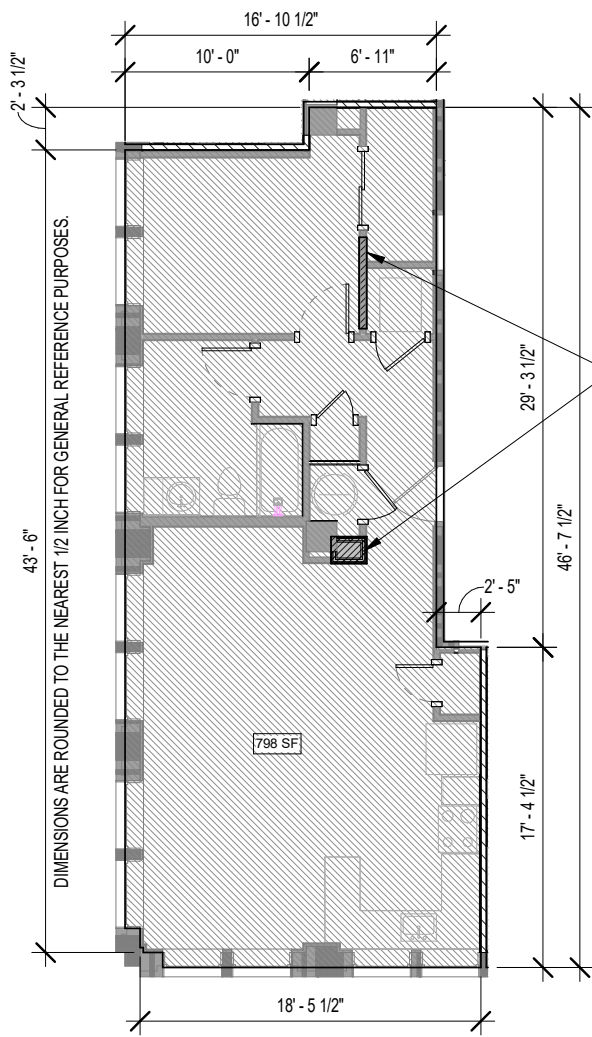 16' - 10 1/2"
10' - 0"
6' - 11"
2' - 3 1/2"
DIMENSIONS ARE ROUNDED TO THE NEAREST 1/2 INCH FOR GENERAL REFERENCE PURPOSES.
43' - 6"
29' - 3 1/2"
46' - 7 1/2"
2' - 5"
798 SF
17' - 4 1/2"
18' - 5 1/2"